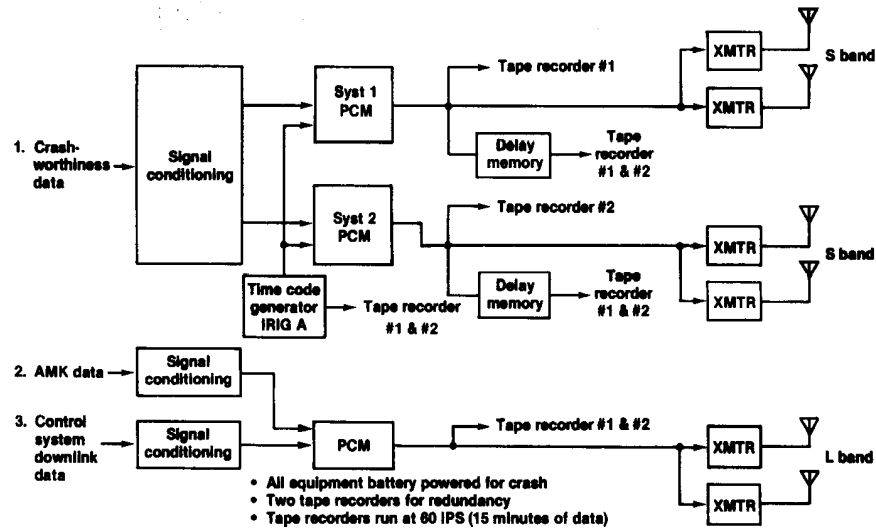 XMTR
S band
Tape recorder #1
Syst 1
PCM
XMTR
1. Crash-
worthiness
data
Signal
conditioning
Delay
memory
Tape
recorder
#1 & #2
Syst 2
PCM
Tape recorder #2
XMTR
S band
Time code
generator
IRIG A
Tape recorder
#1 & #2
Delay
memory
Tape
recorder
#1 & #2
XMTR
2. AMK data
Signal
conditioning
3. Control
system
downlink
data
Signal
conditioning
PCM
Tape recorder #1 & #2
XMTR
L band
XMTR
• All equipment battery powered for crash
• Two tape recorders for redundancy
• Tape recorders run at 60 IPS (15 minutes of data)